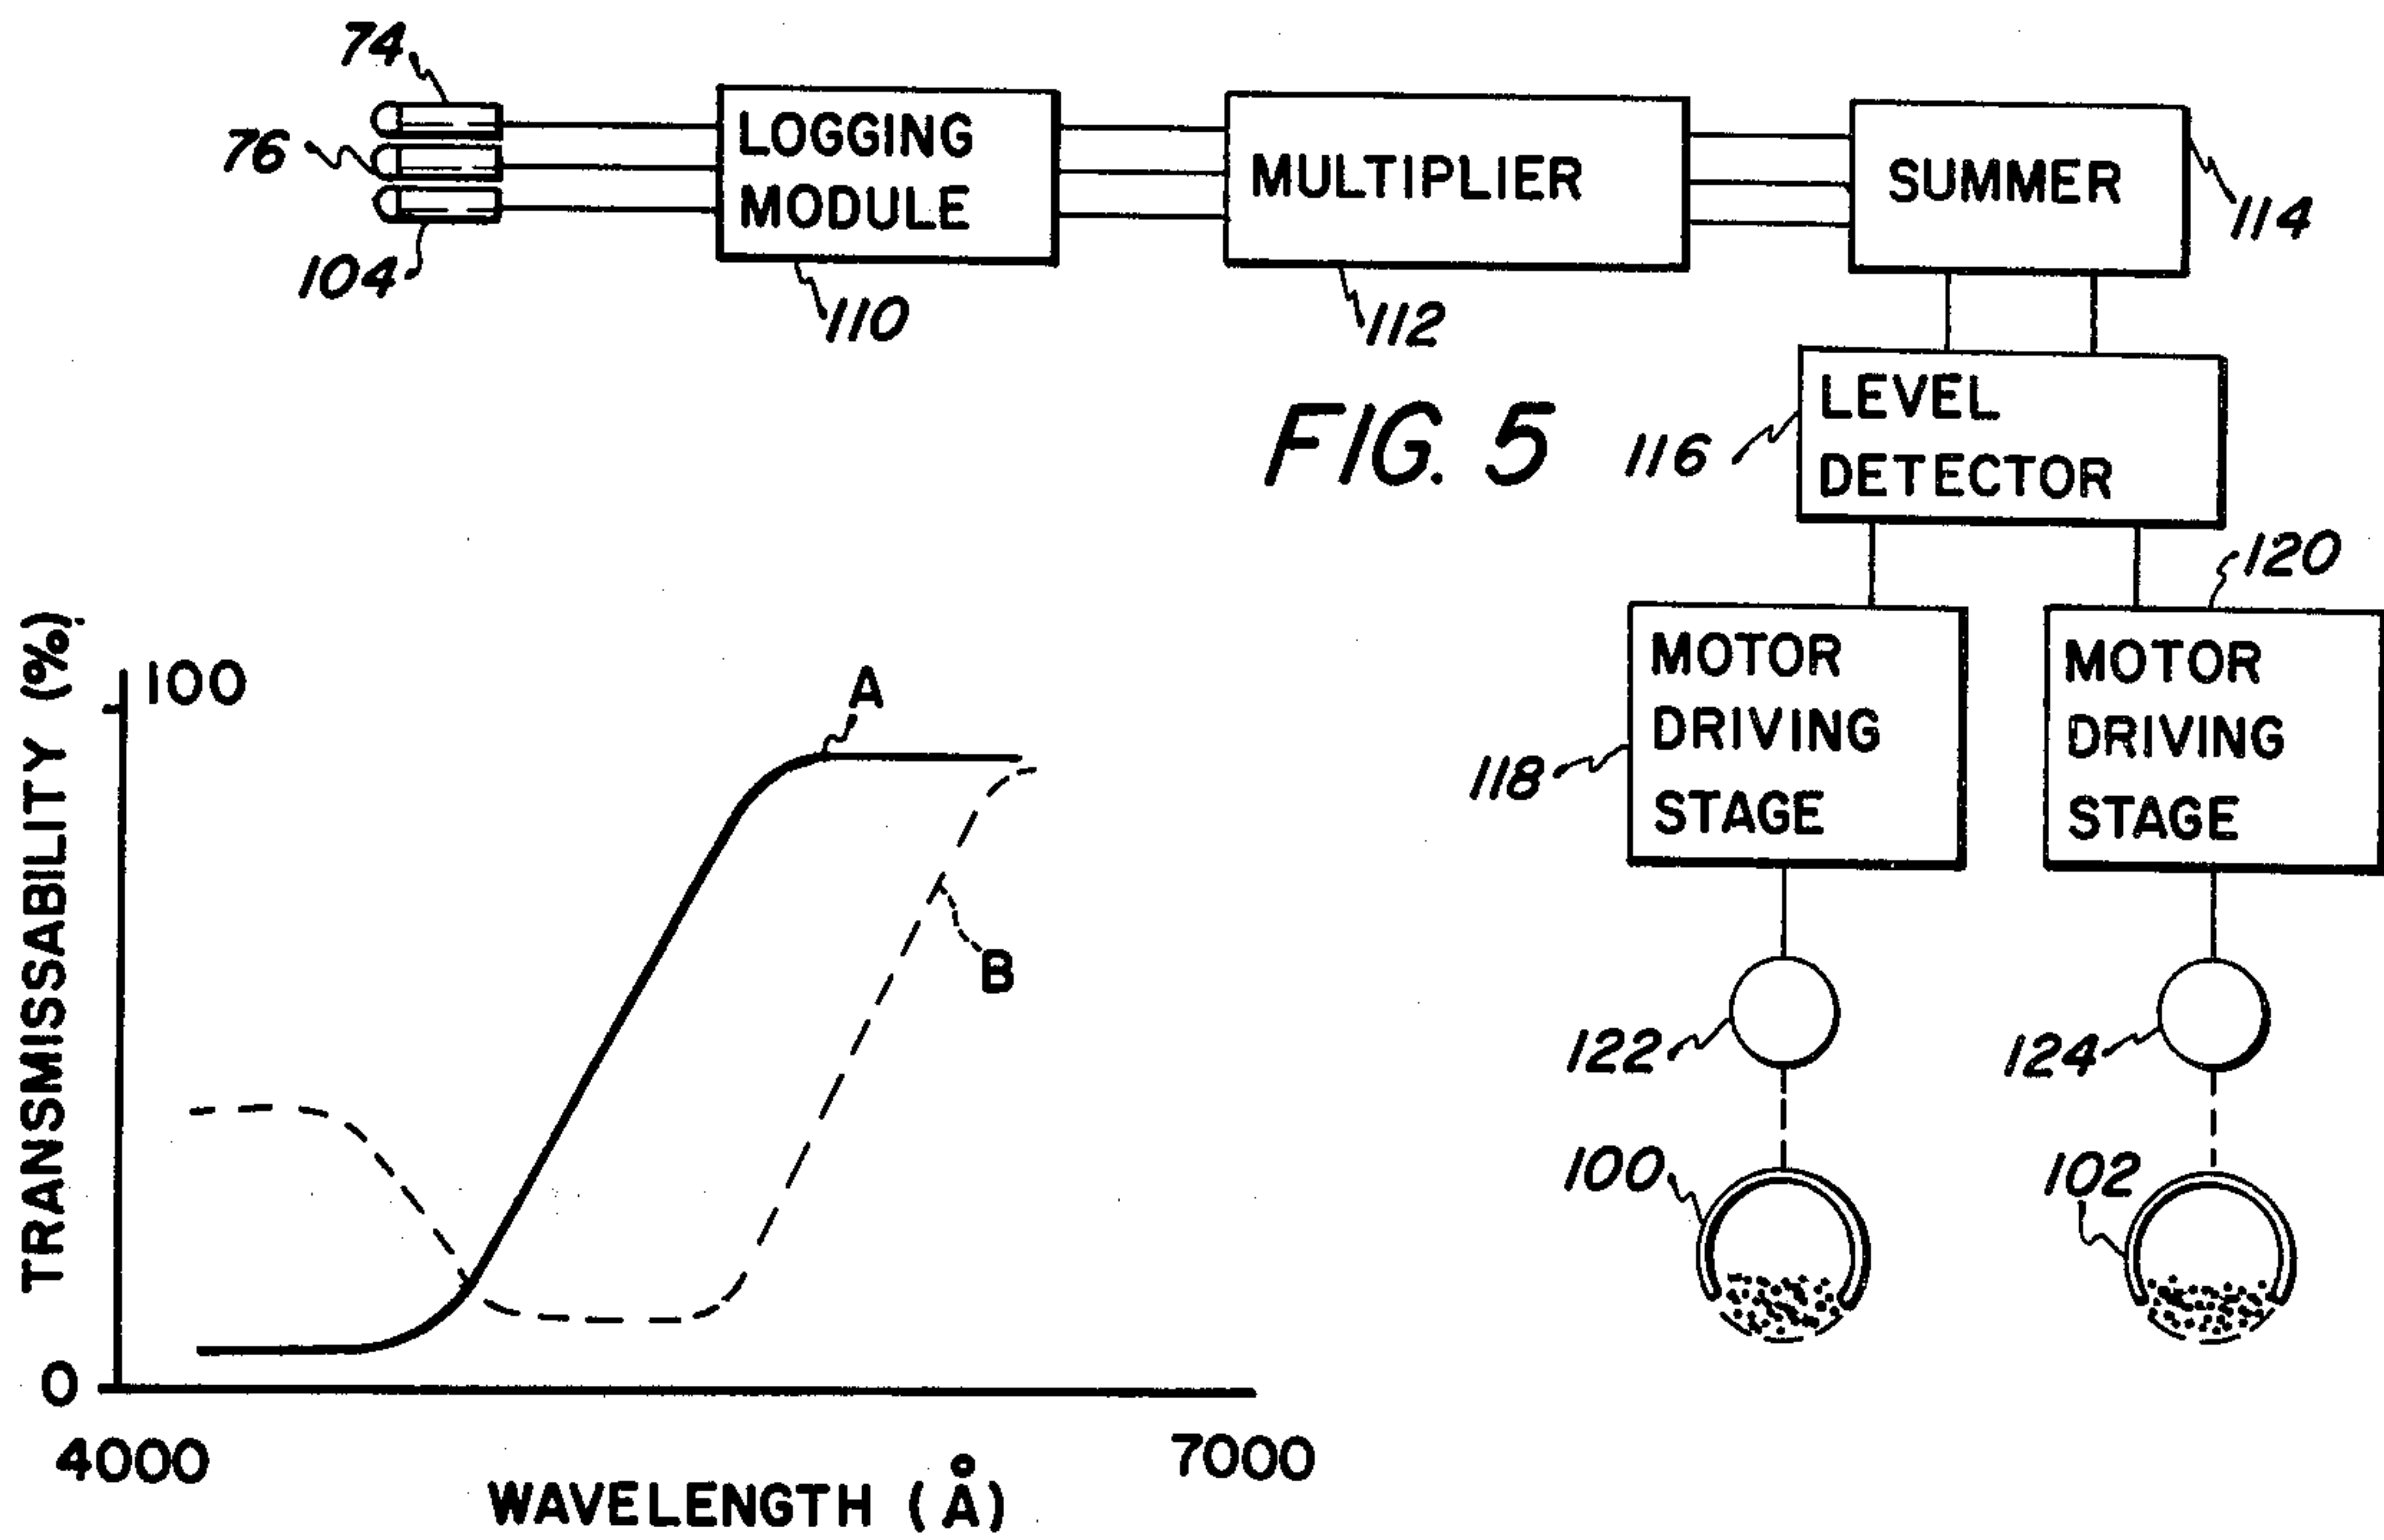 74
76
104
LOGGING
MODULE
110
MULTIPLIER
112
SUMMER
114
FIG. 5
116
LEVEL
DETECTOR
120
118
MOTOR
DRIVING
STAGE
MOTOR
DRIVING
STAGE
122
124
100
102
TRANSMISSABILITY (%)
100
A
B
0
4000
7000
WAVELENGTH (Å)